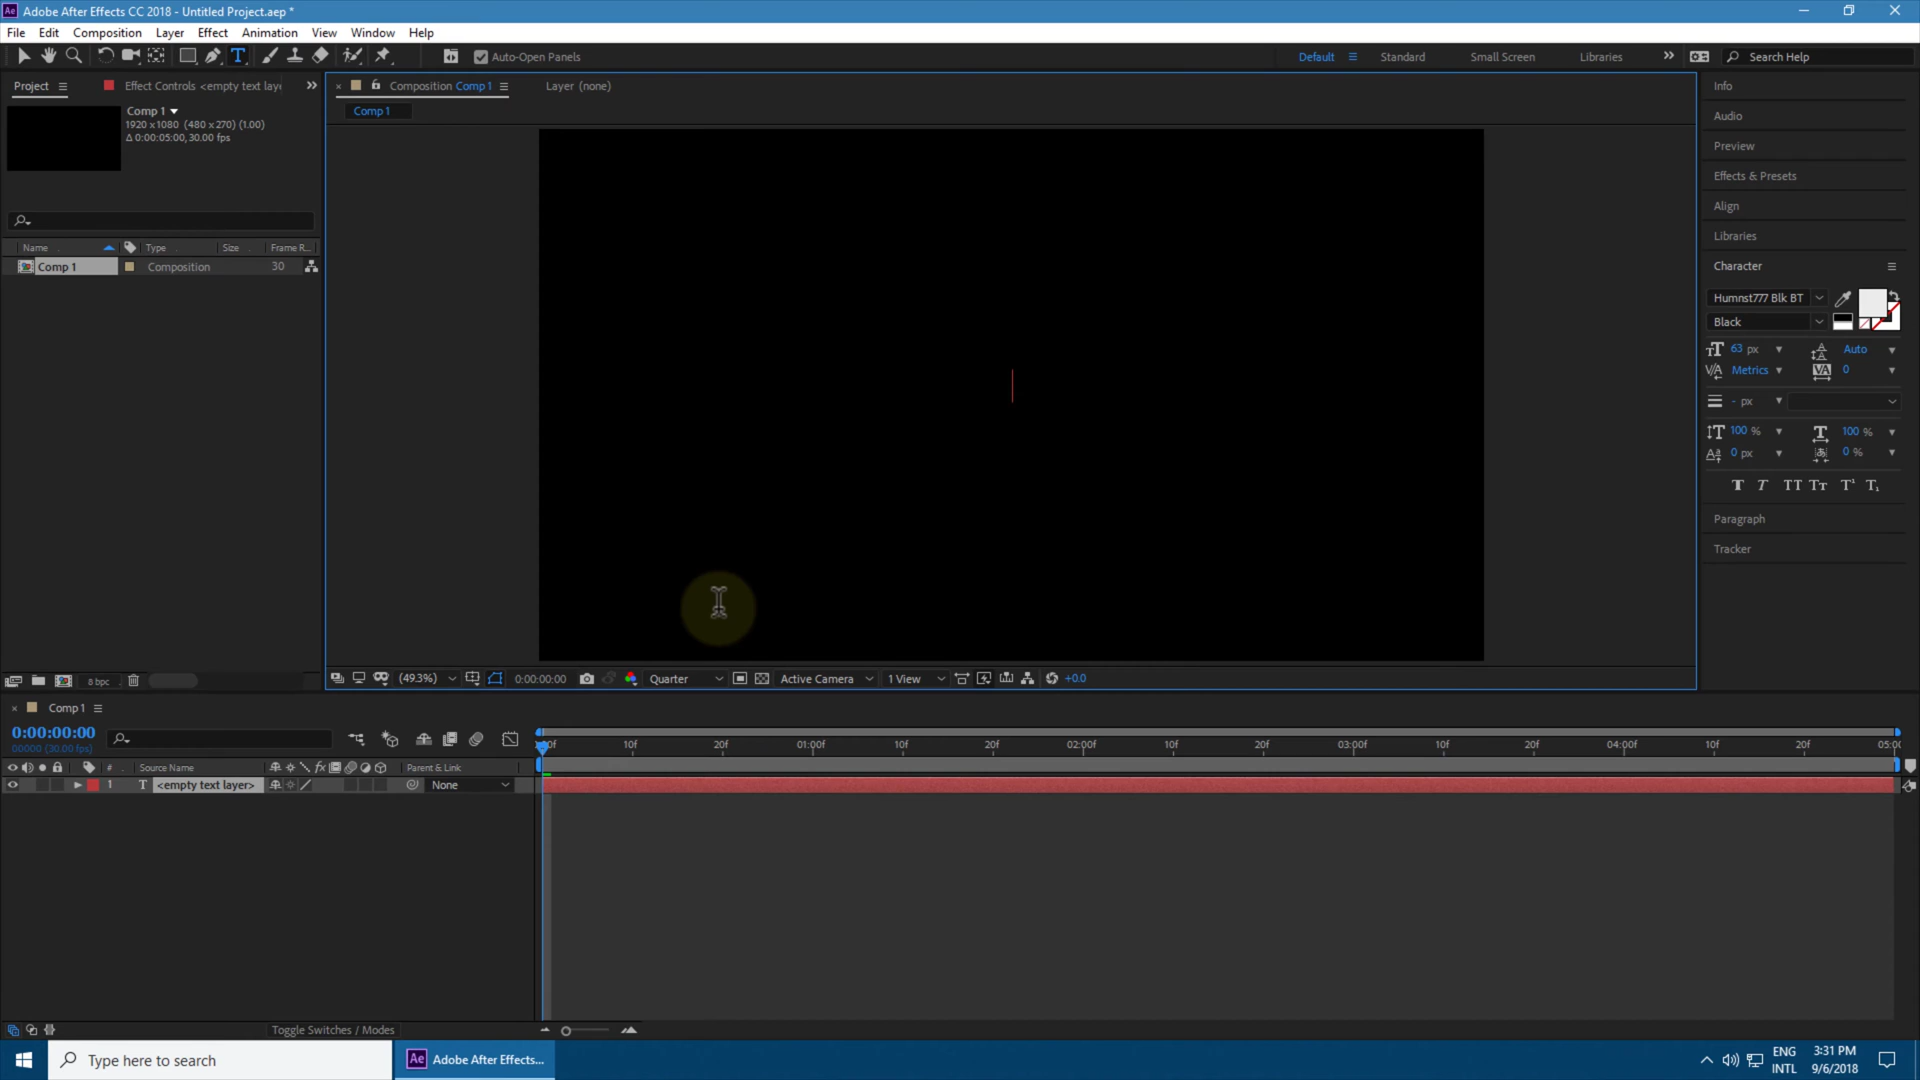 Adobe After Effects CC 2018 - Untitled Project.aep *
File Edit Composition Layer Effect Animation View Window Help
Auto-Open Panels
Default Standard Small Screen Libraries Search Help
Project Effect Controls <empty text laye
Composition Comp 1 Layer (none)
Comp 1
Comp 1
1920 x1080 (480 x 270) (1.00)
Δ 0:00:05:00, 30.00 fps
Name Type Size Frame R...
Comp 1 Composition 30
8 bpc
(49.3%) 0:00:00:00 Quarter Active Camera 1 View +0.0
Info
Audio
Preview
Effects & Presets
Align
Libraries
Character
Humnst777 Blk BT
Black
63 px Auto
Metrics 0
- px
100 % 100 %
0 px 0 %
Paragraph
Tracker
Comp 1
0:00:00:00
00000 (30.00 fps)
10f 20f 01:00f 10f 20f 02:00f 10f 20f 03:00f 10f 20f 04:00f 10f 20f
# Source Name Parent & Link
1 T <empty text layer> None
Toggle Switches / Modes
Type here to search
Adobe After Effects...
ENG
INTL
3:31 PM
9/6/2018